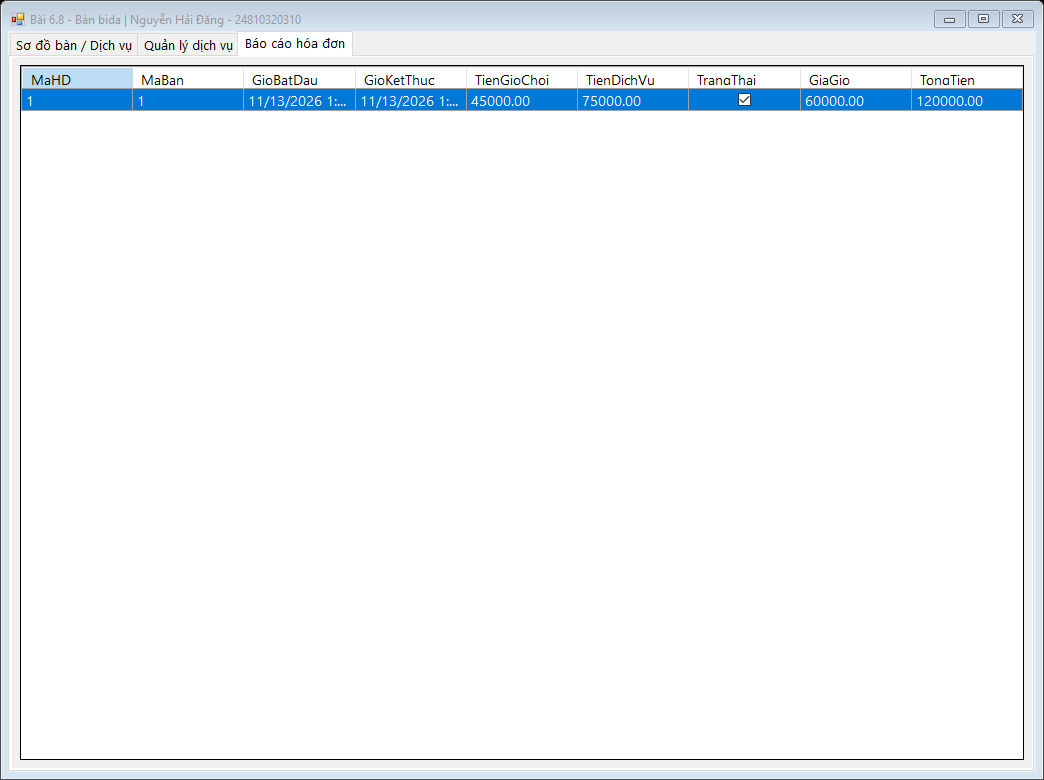 Bài 6.8 - Bàn bida | Nguyễn Hải Đăng - 24810320310
Sơ đồ bàn / Dịch vụ Quản lý dịch vụ Báo cáo hóa đơn
MaHD MaBan GioBatDau GioKetThuc TienGioChoi TienDichVu TrangThai GiaGio TongTien
1 1 11/13/2026 1:... 11/13/2026 1:... 45000.00 75000.00 60000.00 120000.00